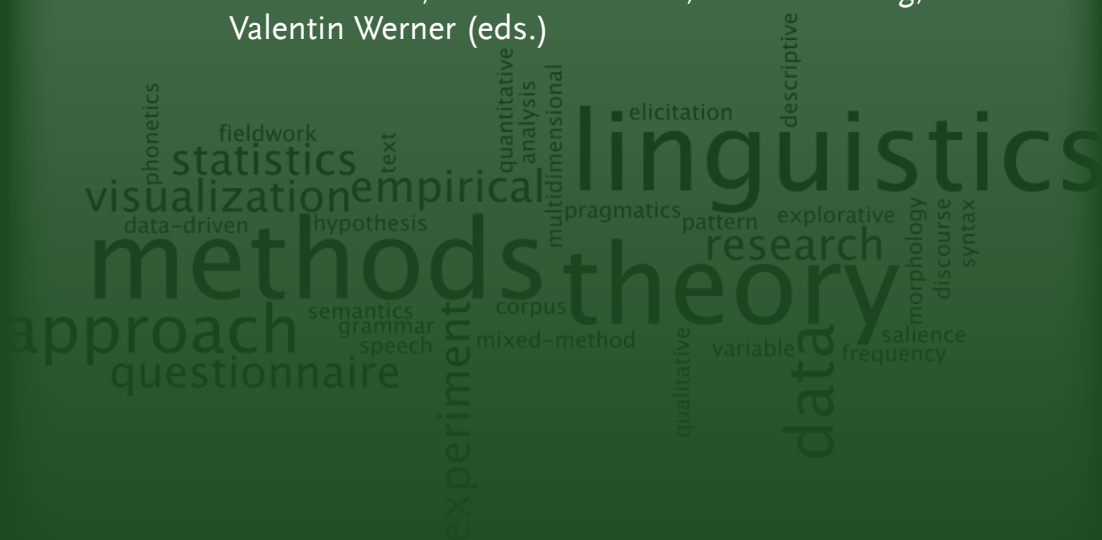 Valentin Werner (eds.)
descriptive
quantitative
analysis
multidimensional
elicitation
linguistics
phonetics
fieldwork
text
statistics
visualization
empirical
data-driven
hypothesis
pragmatics
pattern
explorative
research
morphology
discourse
syntax
methods
theory
approach
semantics
grammar
speech
corpus
mixed-method
questionnaire
experiment
qualitative
variable
data
salience
frequency